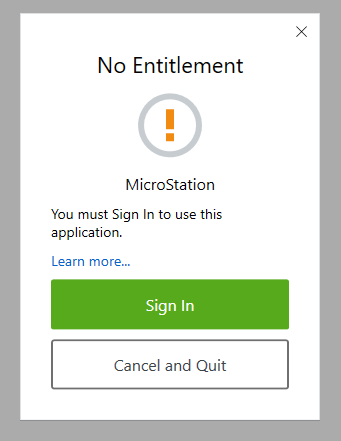 No Entitlement
MicroStation
You must Sign In to use this
application.
Learn more...
Sign In
Cancel and Quit